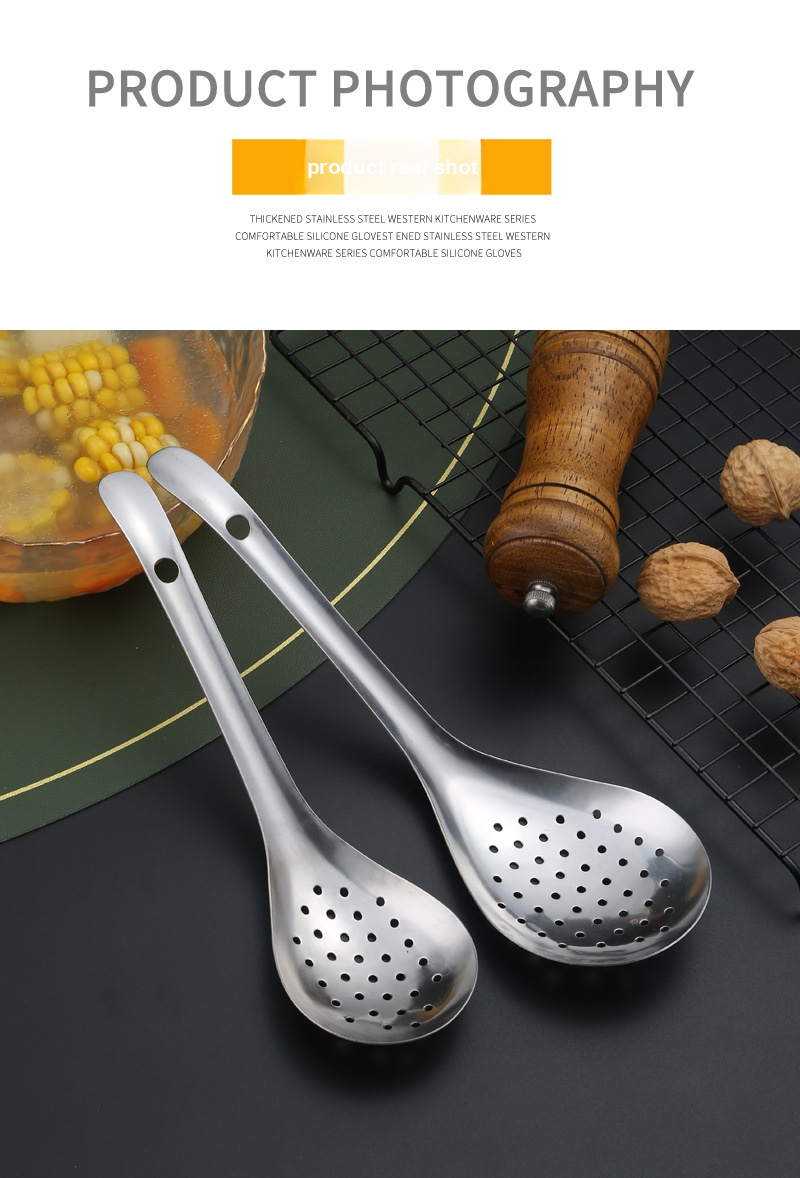 PRODUCT PHOTOGRAPHY
product real shot
THICKENED STAINLESS STEEL WESTERN KITCHENWARE SERIES
COMFORTABLE SILICONE GLOVEST ENED STAINLESS STEEL WESTERN
KITCHENWARE SERIES COMFORTABLE SILICONE GLOVES